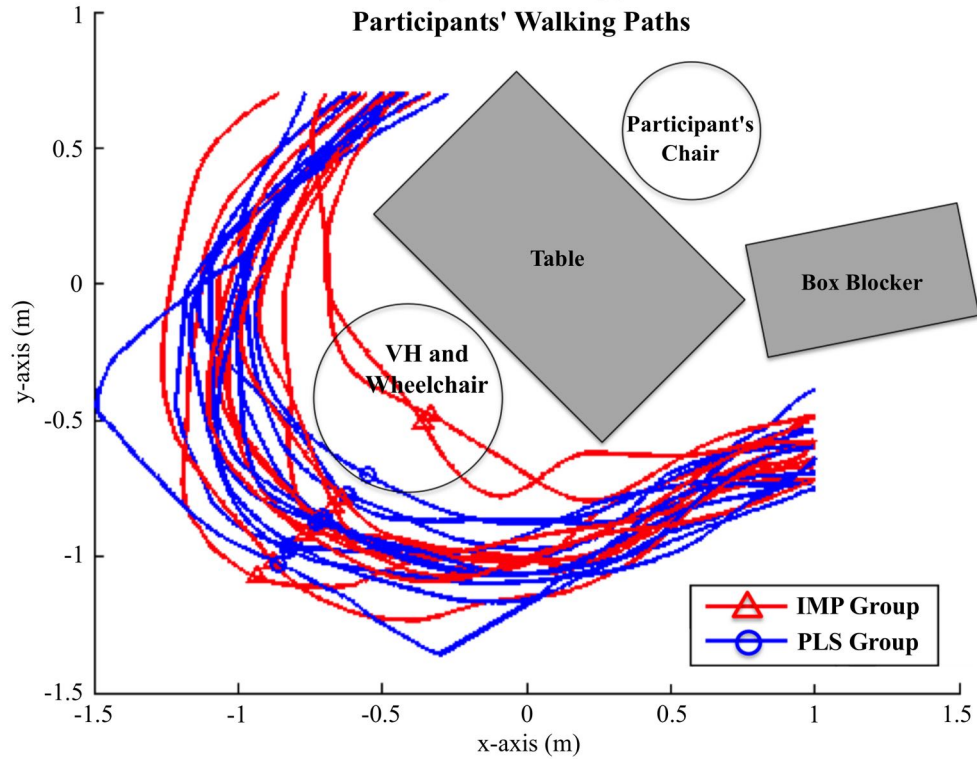 Participants' Walking Paths
1
0.5
0
-0.5
-1
-1.5
y-axis (m)
Participant's
Chair
Table
Box Blocker
VH and
Wheelchair
IMP Group
PLS Group
-1.5
-1
-0.5
0
0.5
1
1.5
x-axis (m)